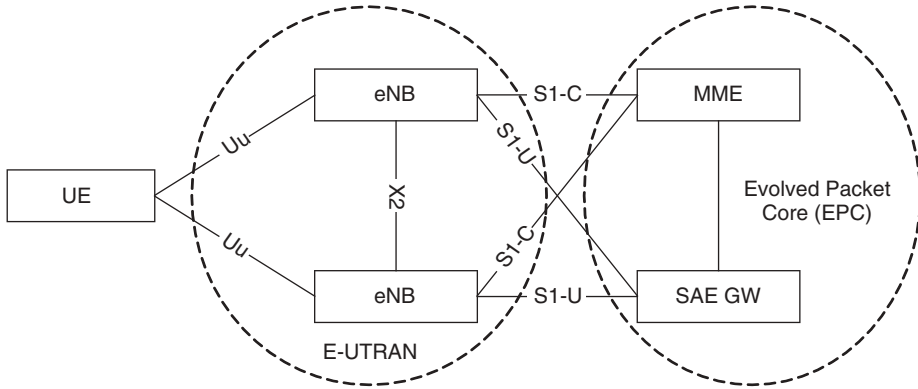 eNB
S1-C
MME
Uu
S1-U
UE
X2
Evolved Packet
Core (EPC)
Uu
S1-C
eNB
S1-U
SAE GW
E-UTRAN